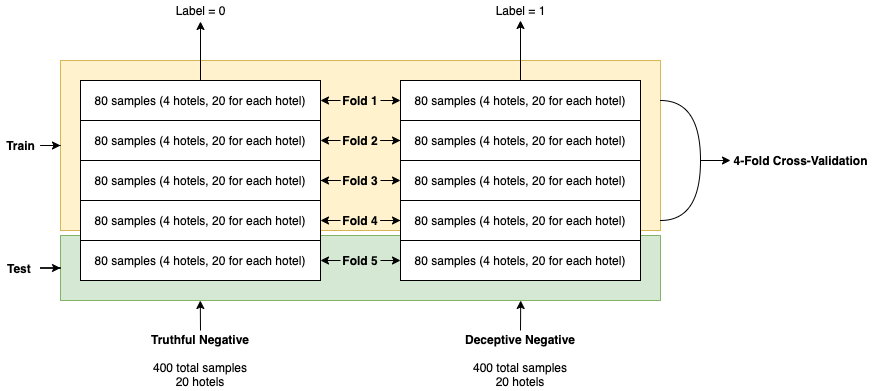 Label = 0
Label = 1
80 samples (4 hotels, 20 for each hotel)
Fold 1
80 samples (4 hotels, 20 for each hotel)
80 samples (4 hotels, 20 for each hotel)
Fold 2
80 samples (4 hotels, 20 for each hotel)
Train
80 samples (4 hotels, 20 for each hotel)
Fold 3
80 samples (4 hotels, 20 for each hotel)
4-Fold Cross-Validation
80 samples (4 hotels, 20 for each hotel)
Fold 4
80 samples (4 hotels, 20 for each hotel)
Test
80 samples (4 hotels, 20 for each hotel)
Fold 5
80 samples (4 hotels, 20 for each hotel)
Truthful Negative
400 total samples
20 hotels
Deceptive Negative
400 total samples
20 hotels